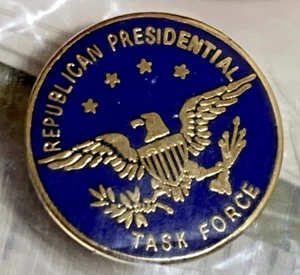 REPUBLICAN PRESIDENTIAL
TASK FORCE